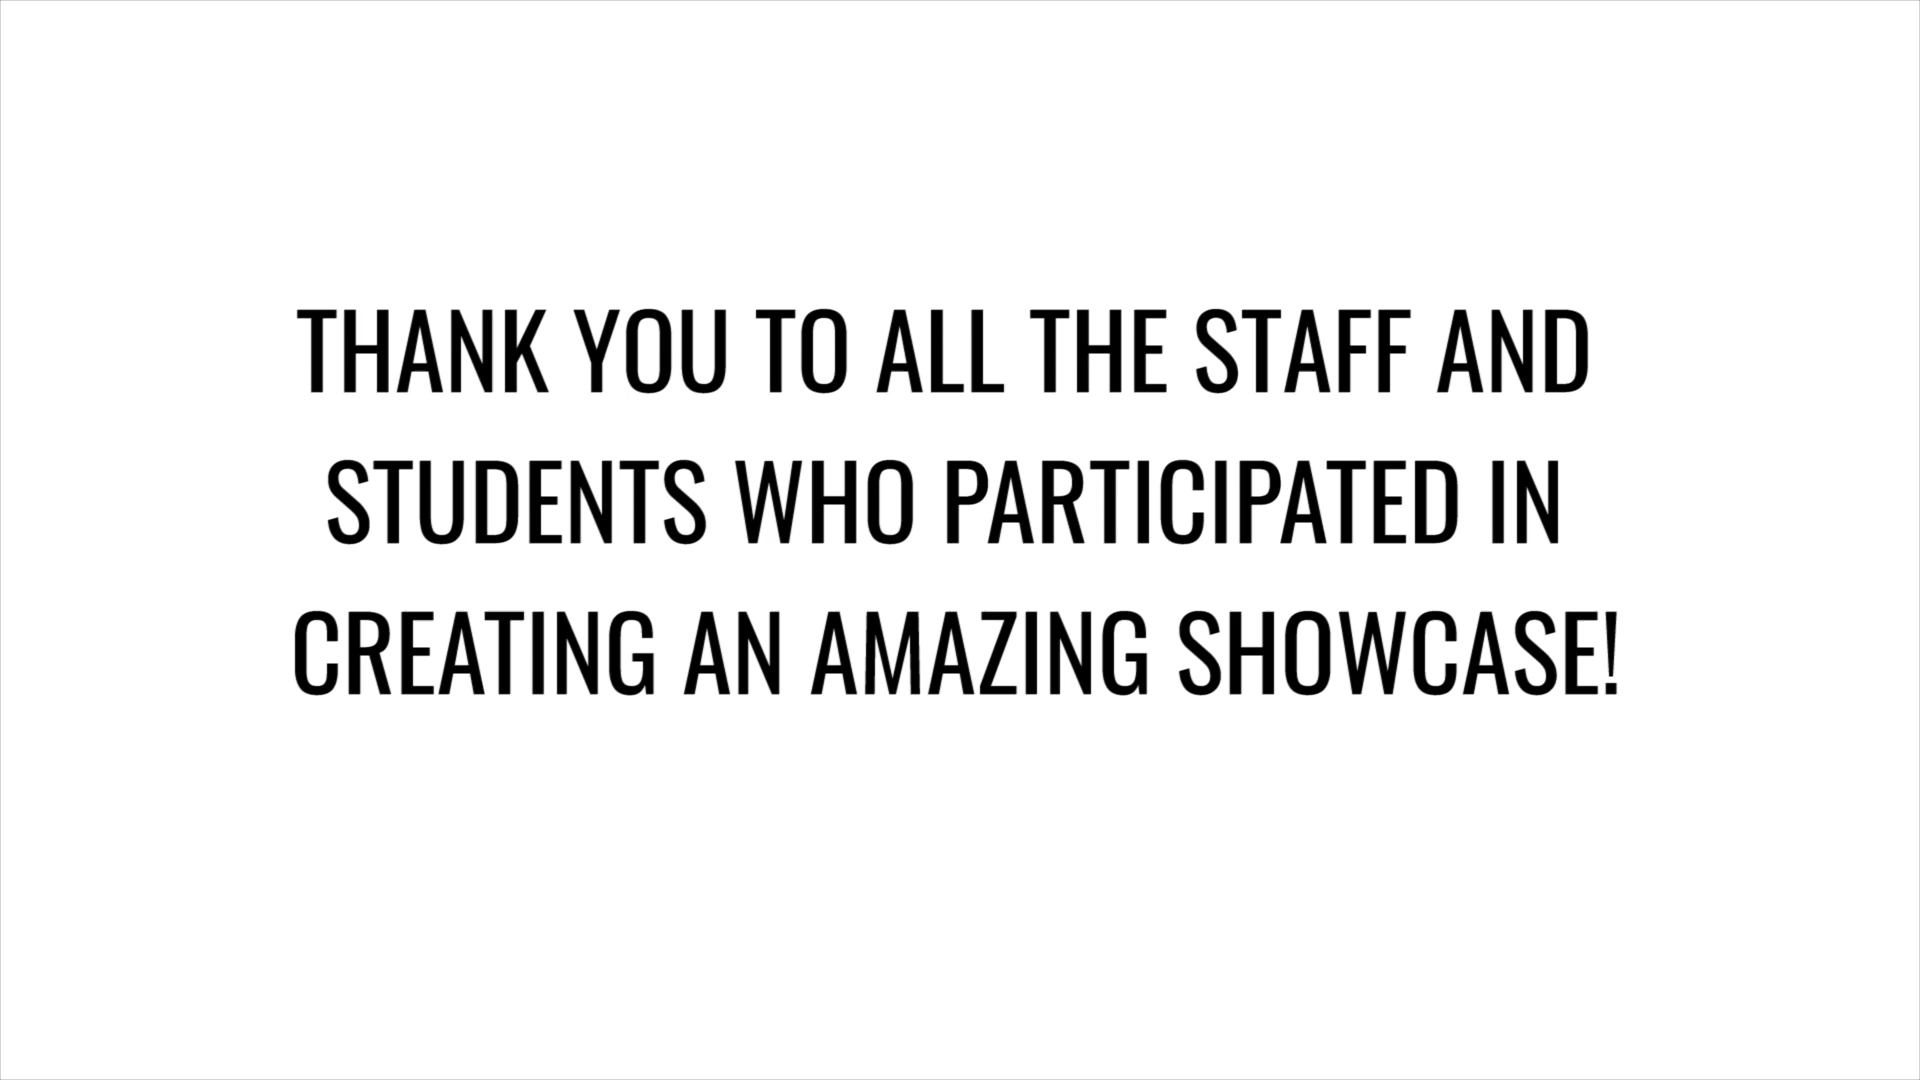 THANK YOU TO ALL THE STAFF AND
STUDENTS WHO PARTICIPATED IN
CREATING AN AMAZING SHOWCASE!